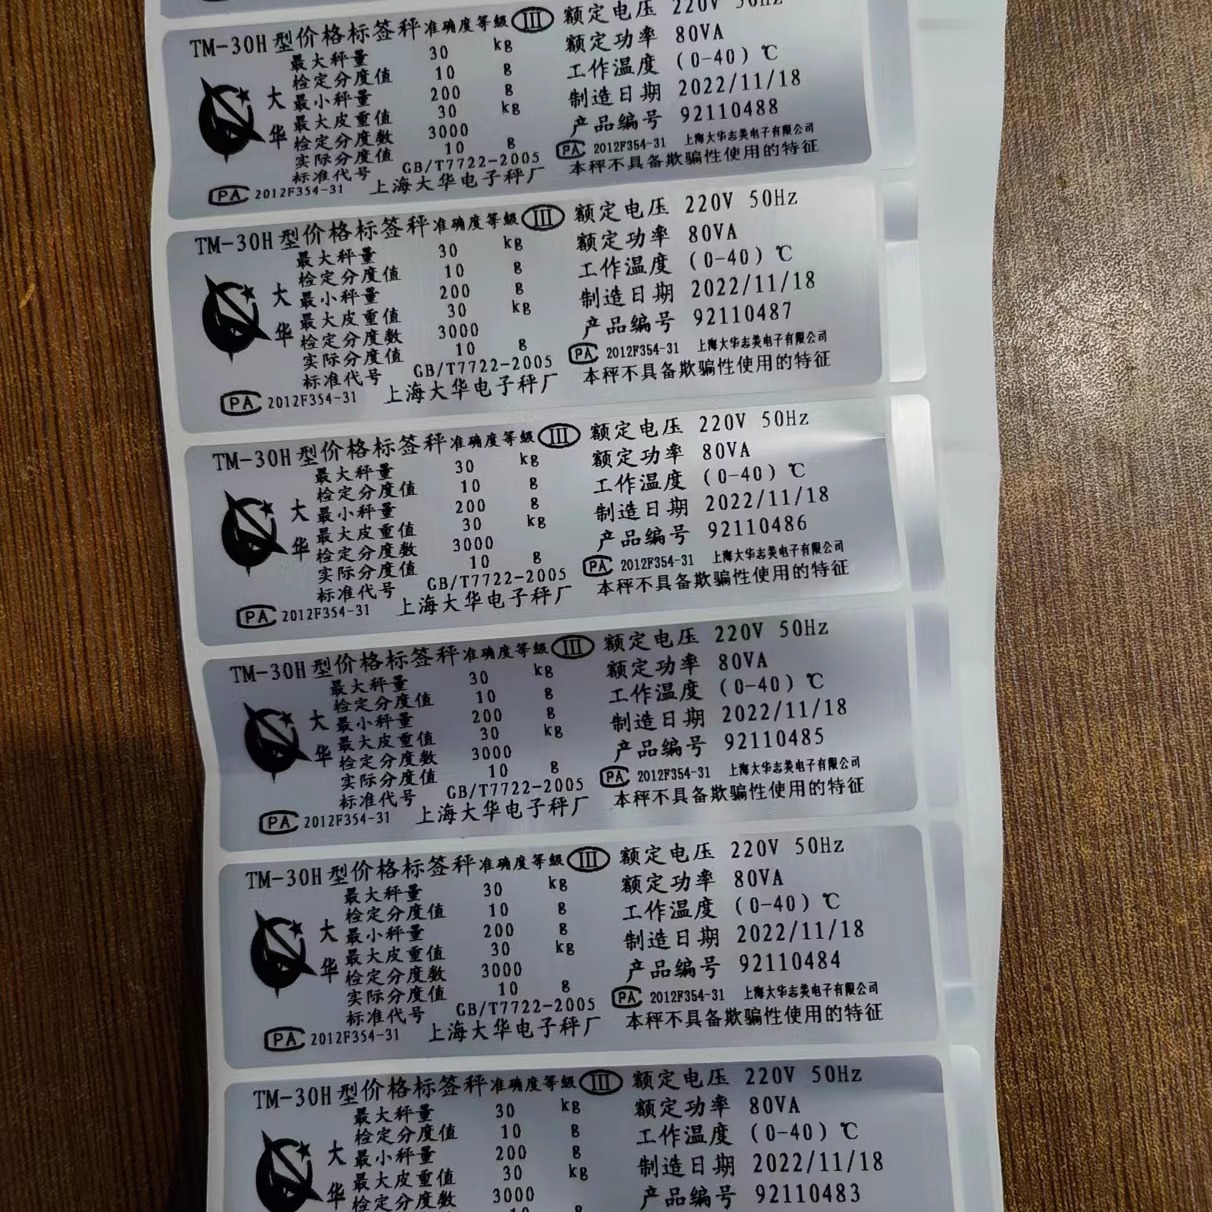 TM-30H型价格标签秤 准确度等级 III 额定电压 220V 50Hz
最大秤量 30 kg 额定功率 80VA
检定分度值 10 g 工作温度 (0-40)℃
大 最小秤量 200 g 制造日期 2022/11/18
最大皮重值 30 kg 产品编号 92110488
华 检定分度数 3000
实际分度值 10 g PA 2012F354-31 上海大华志美电子有限公司
标准代号 GB/T7722-2005 本秤不具备欺骗性使用的特征
PA 2012F354-31 上海大华电子秤厂
TM-30H型价格标签秤 准确度等级 III 额定电压 220V 50Hz
最大秤量 30 kg 额定功率 80VA
检定分度值 10 g 工作温度 (0-40)℃
大 最小秤量 200 g 制造日期 2022/11/18
最大皮重值 30 kg 产品编号 92110487
华 检定分度数 3000
实际分度值 10 g PA 2012F354-31 上海大华志美电子有限公司
标准代号 GB/T7722-2005 本秤不具备欺骗性使用的特征
PA 2012F354-31 上海大华电子秤厂
TM-30H型价格标签秤 准确度等级 III 额定电压 220V 50Hz
最大秤量 30 kg 额定功率 80VA
检定分度值 10 g 工作温度 (0-40)℃
大 最小秤量 200 g 制造日期 2022/11/18
最大皮重值 30 kg 产品编号 92110486
华 检定分度数 3000
实际分度值 10 g PA 2012F354-31 上海大华志美电子有限公司
标准代号 GB/T7722-2005 本秤不具备欺骗性使用的特征
PA 2012F354-31 上海大华电子秤厂
TM-30H型价格标签秤 准确度等级 III 额定电压 220V 50Hz
最大秤量 30 kg 额定功率 80VA
检定分度值 10 g 工作温度 (0-40)℃
大 最小秤量 200 g 制造日期 2022/11/18
最大皮重值 30 kg 产品编号 92110485
华 检定分度数 3000
实际分度值 10 g PA 2012F354-31 上海大华志美电子有限公司
标准代号 GB/T7722-2005 本秤不具备欺骗性使用的特征
PA 2012F354-31 上海大华电子秤厂
TM-30H型价格标签秤 准确度等级 III 额定电压 220V 50Hz
最大秤量 30 kg 额定功率 80VA
检定分度值 10 g 工作温度 (0-40)℃
大 最小秤量 200 g 制造日期 2022/11/18
最大皮重值 30 kg 产品编号 92110484
华 检定分度数 3000
实际分度值 10 g PA 2012F354-31 上海大华志美电子有限公司
标准代号 GB/T7722-2005 本秤不具备欺骗性使用的特征
PA 2012F354-31 上海大华电子秤厂
TM-30H型价格标签秤 准确度等级 III 额定电压 220V 50Hz
最大秤量 30 kg 额定功率 80VA
检定分度值 10 g 工作温度 (0-40)℃
大 最小秤量 200 g 制造日期 2022/11/18
最大皮重值 30 kg 产品编号 92110483
华 检定分度数 3000